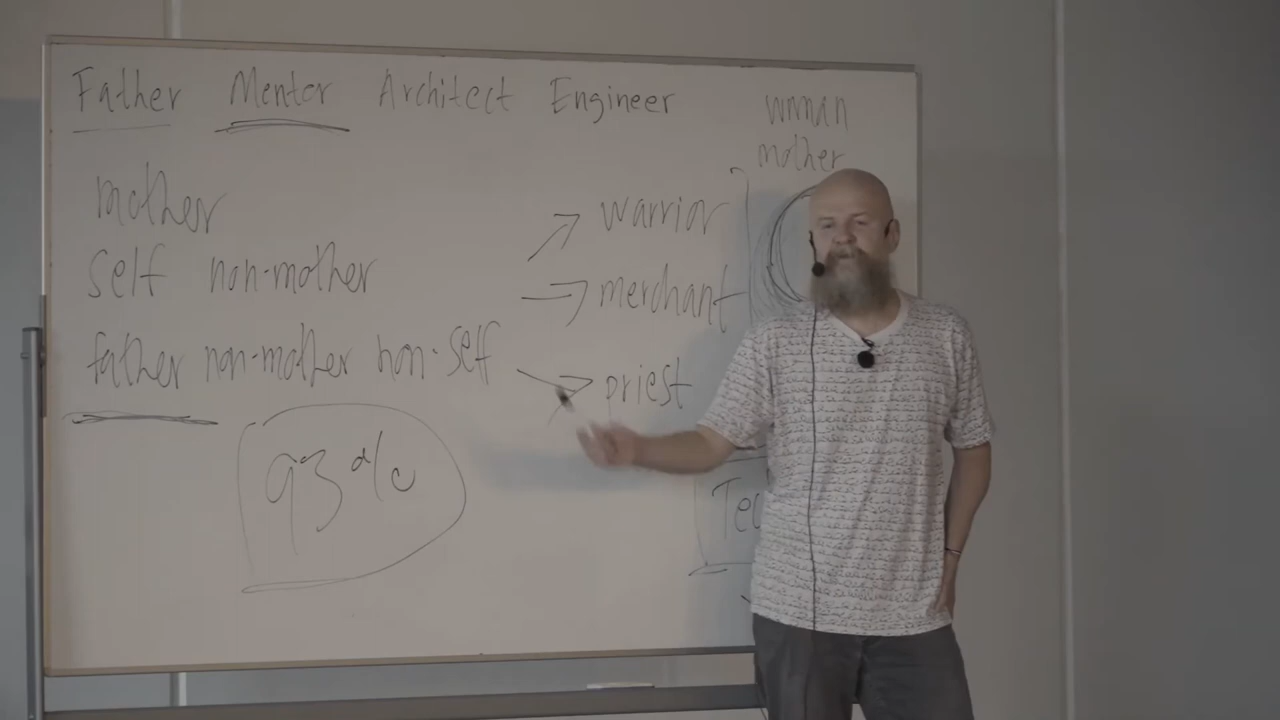 Father Mentor Architect Engineer
woman
mother
mother
self non-mother
father non-mother non-self
→ warrior
→ merchant
→ priest
93%
Tec